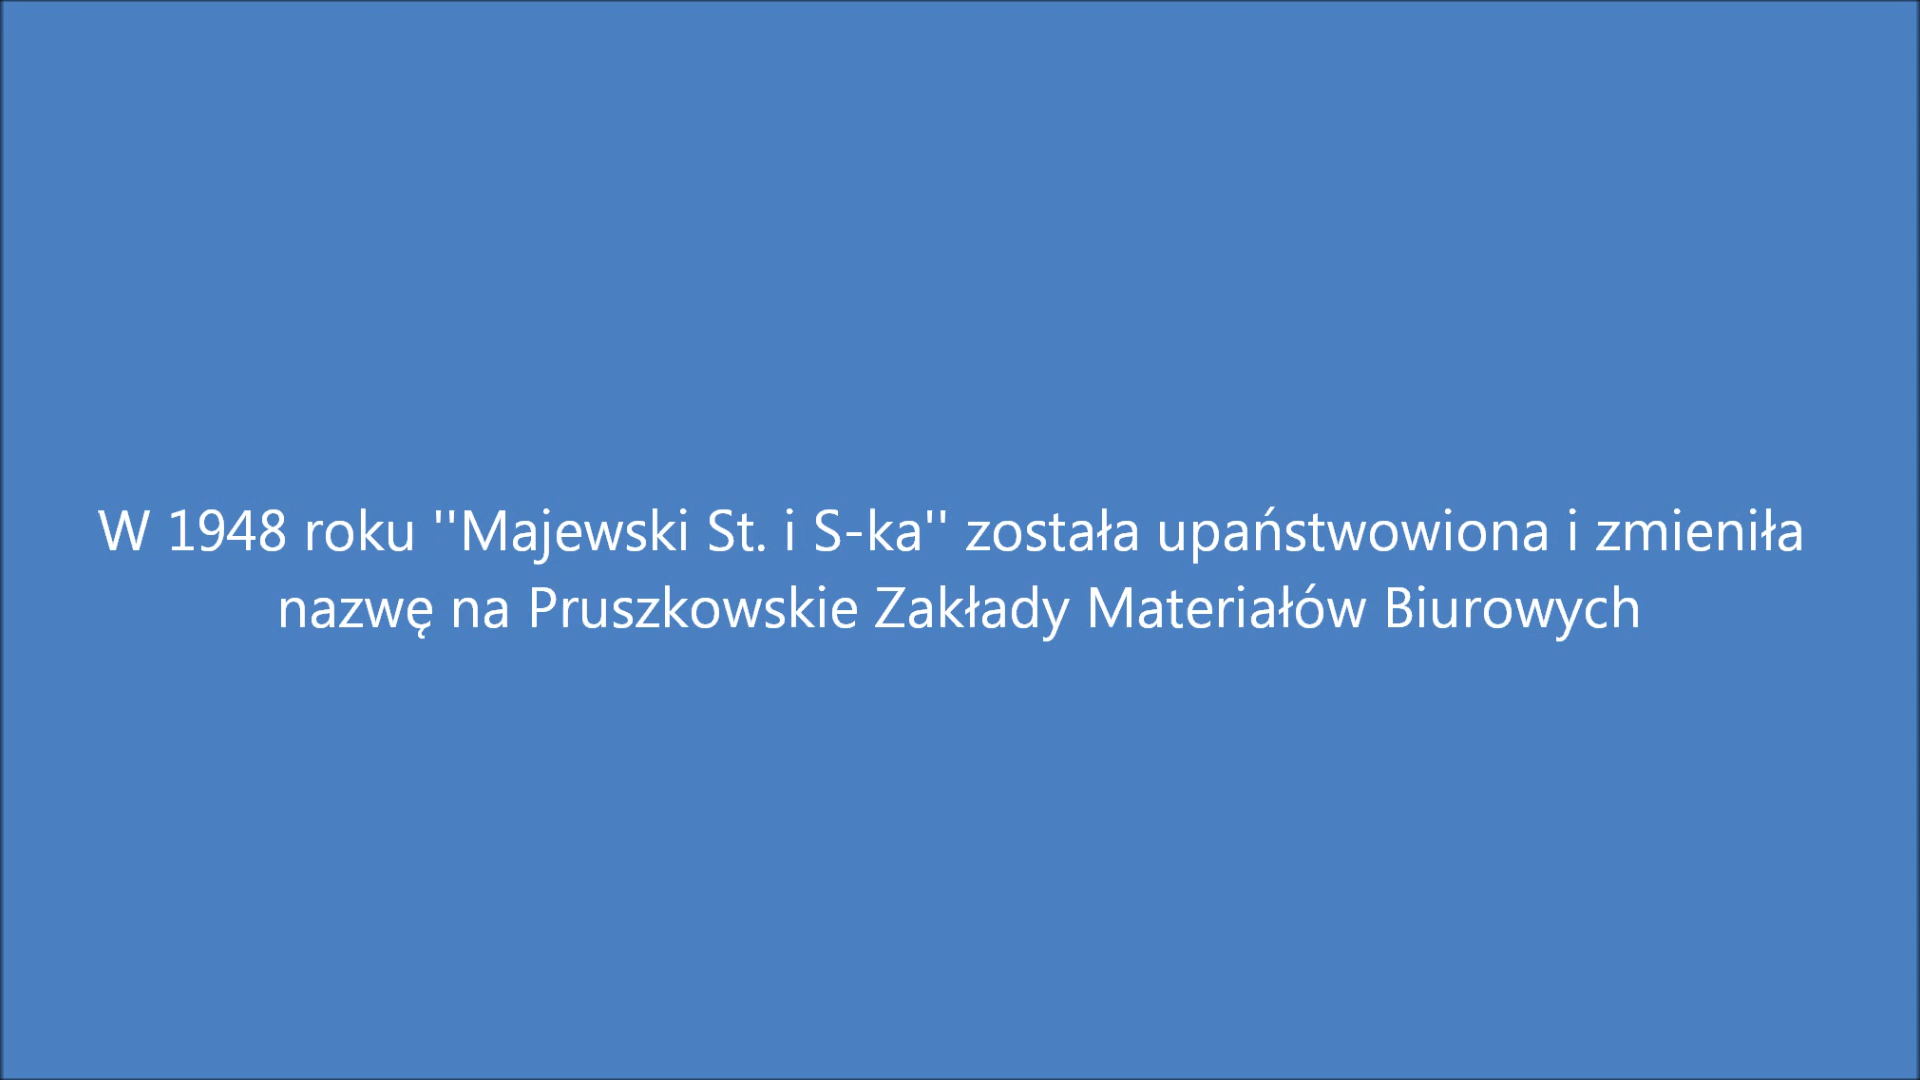 W 1948 roku ''Majewski St. i S-ka'' została upaństwowiona i zmieniła
nazwę na Pruszkowskie Zakłady Materiałów Biurowych